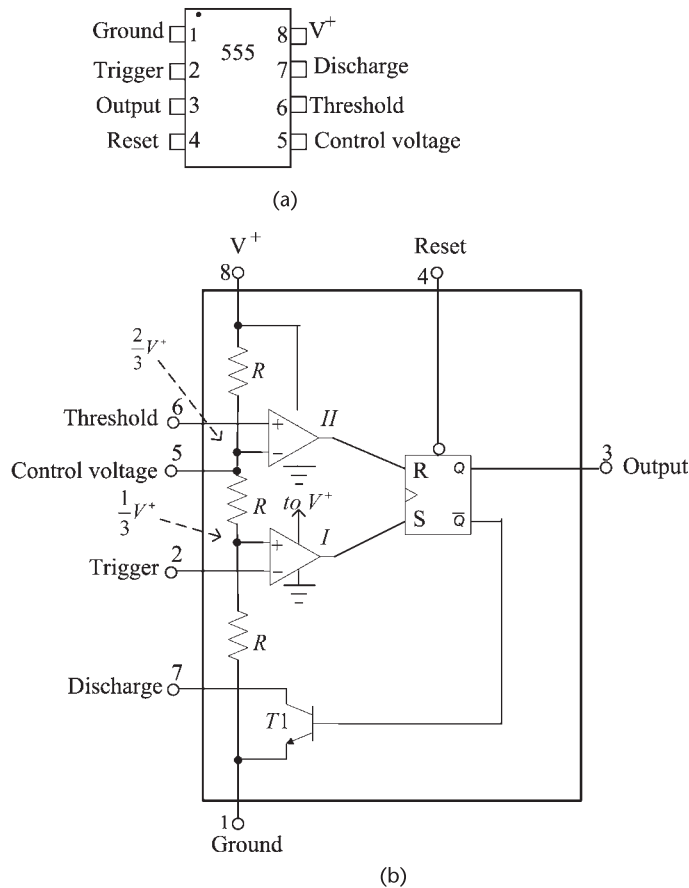 Ground 1 8 V+
555
Trigger 2 7 Discharge
Output 3 6 Threshold
Reset 4 5 Control voltage
(a)
V+ Reset
8 4
2/3 V+
R
Threshold 6 + II
−
Control voltage 5
R Q 3 Output
1/3 V+ R to V+
S Q̅
+ I
Trigger 2 −
R
Discharge 7
T1
1
Ground
(b)